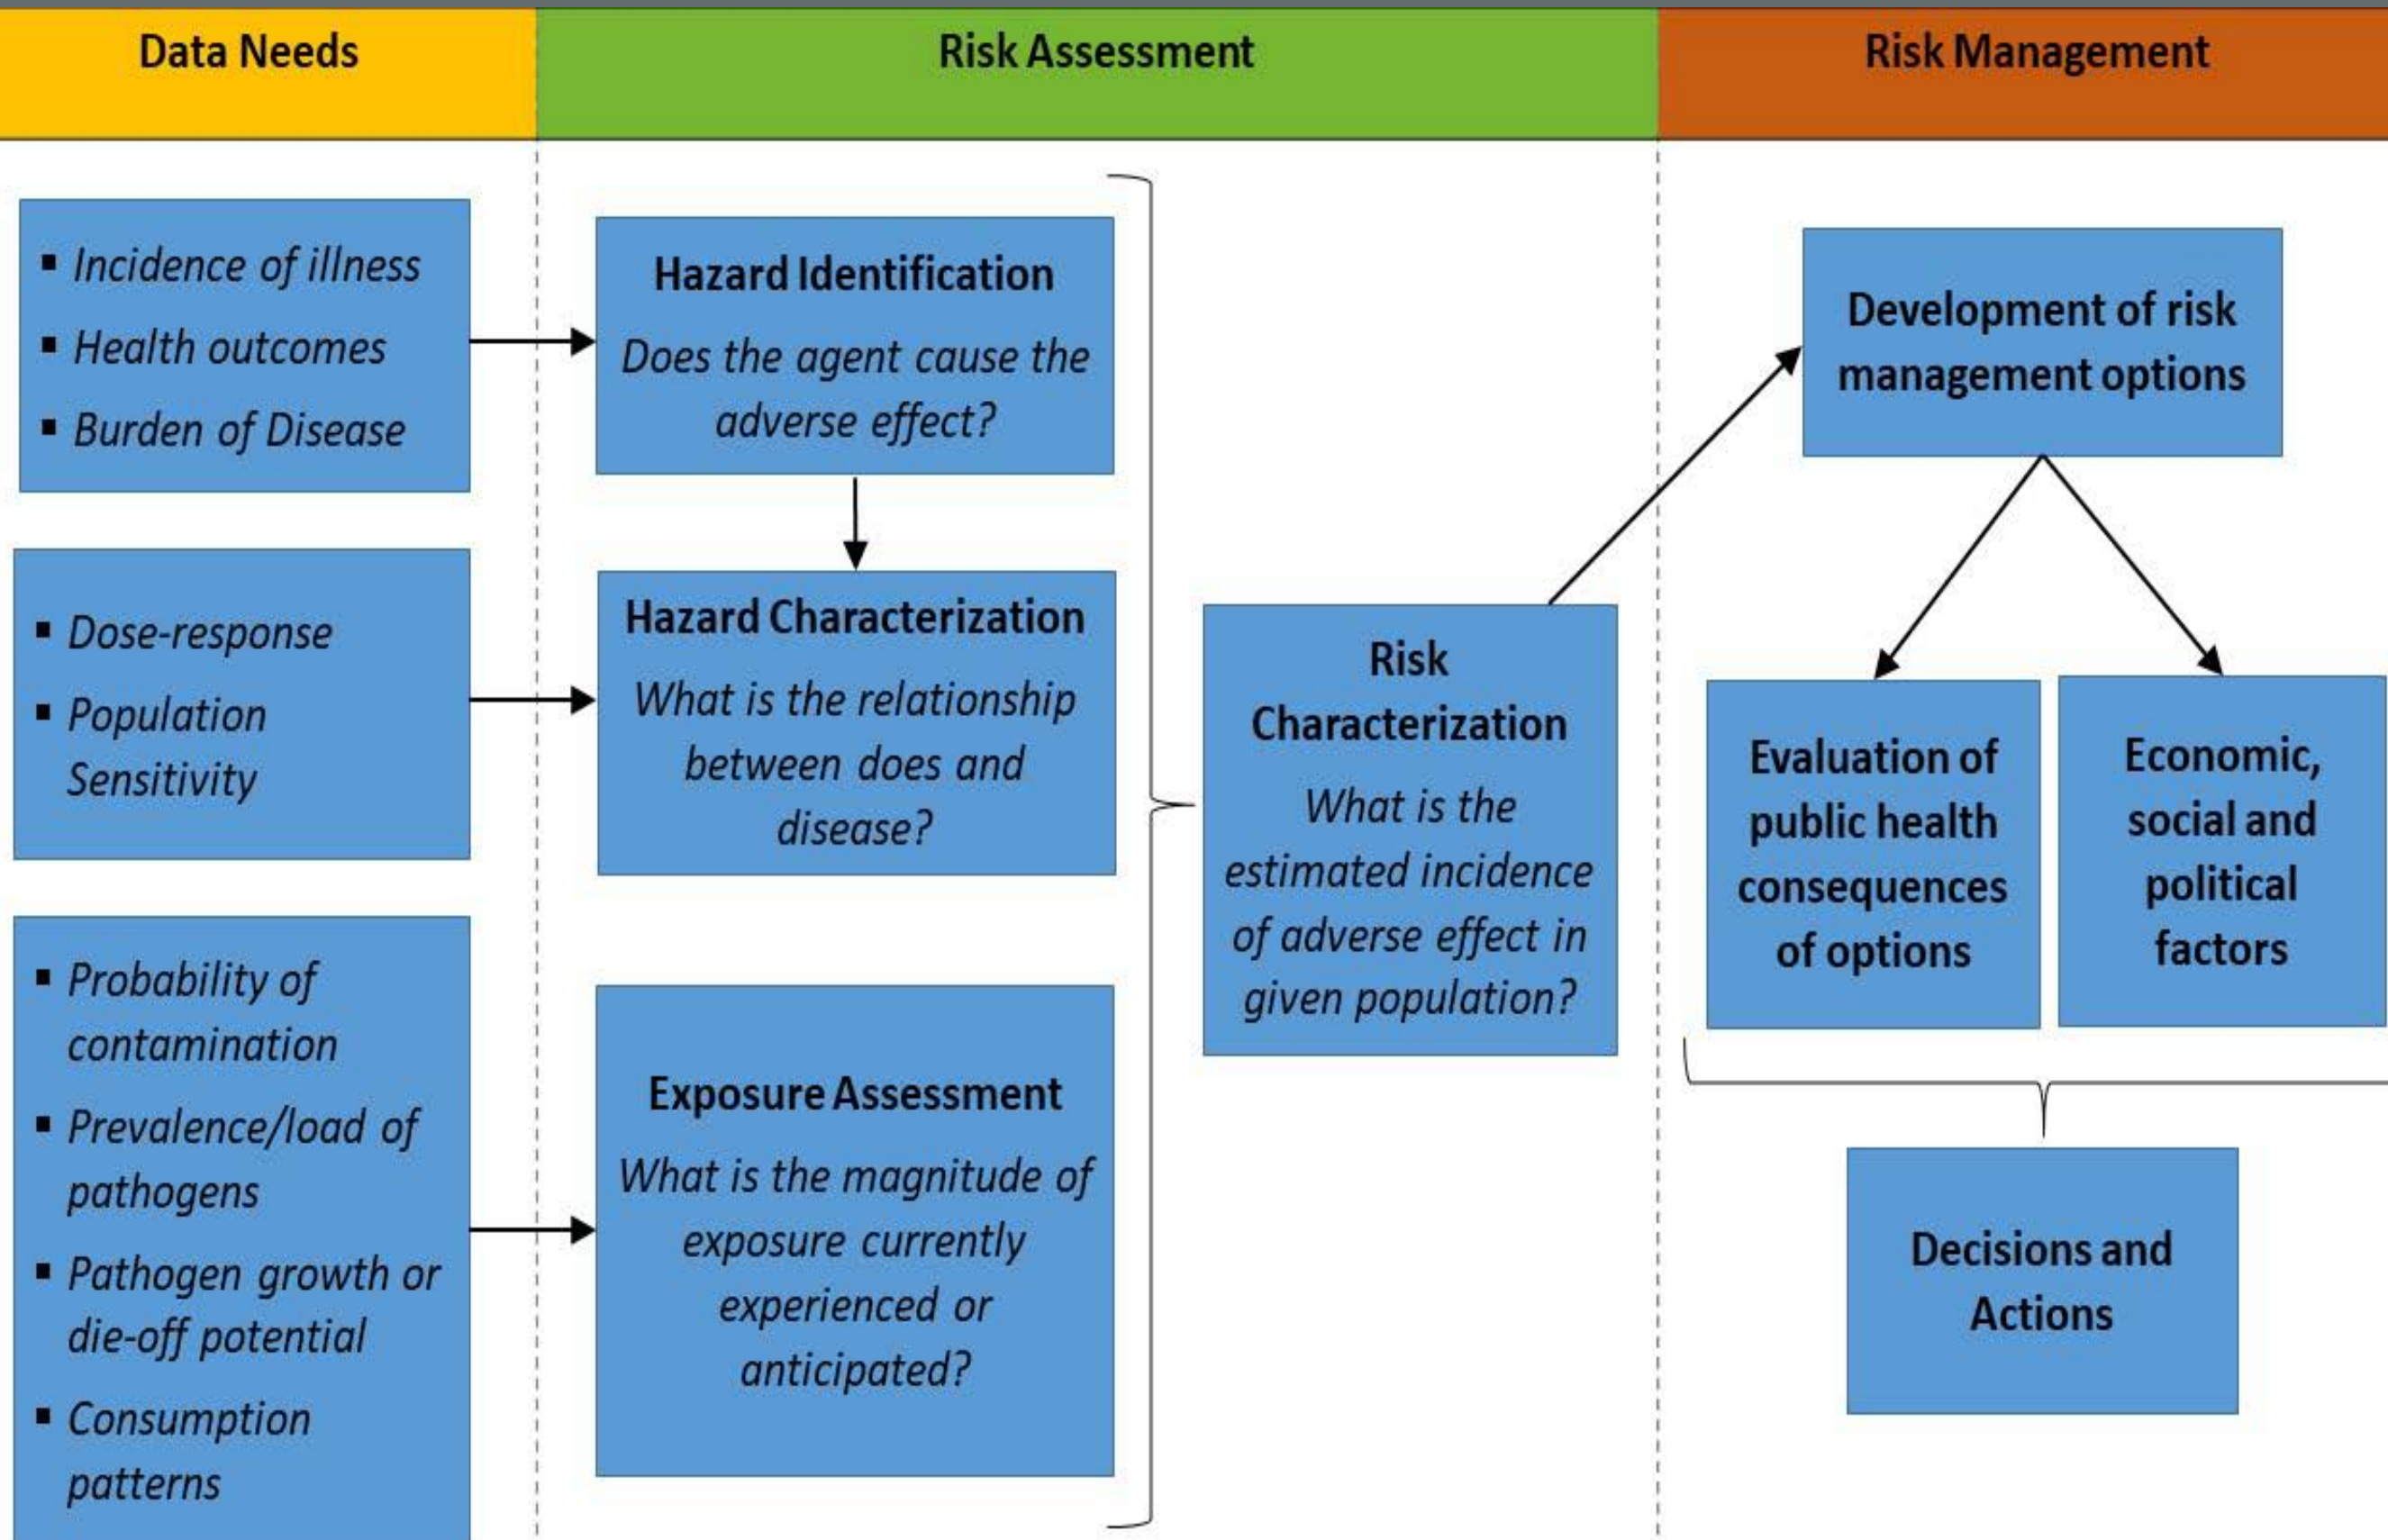 Data Needs
Risk Assessment
Risk Management
▪ Incidence of illness
▪ Health outcomes
▪ Burden of Disease
Hazard Identification
Does the agent cause the
adverse effect?
▪ Dose-response
▪ Population
Sensitivity
Hazard Characterization
What is the relationship
between does and
disease?
▪ Probability of
contamination
▪ Prevalence/load of
pathogens
▪ Pathogen growth or
die-off potential
▪ Consumption
patterns
Exposure Assessment
What is the magnitude of
exposure currently
experienced or
anticipated?
Risk
Characterization
What is the
estimated incidence
of adverse effect in
given population?
Development of risk
management options
Evaluation of
public health
consequences
of options
Economic,
social and
political
factors
Decisions and
Actions